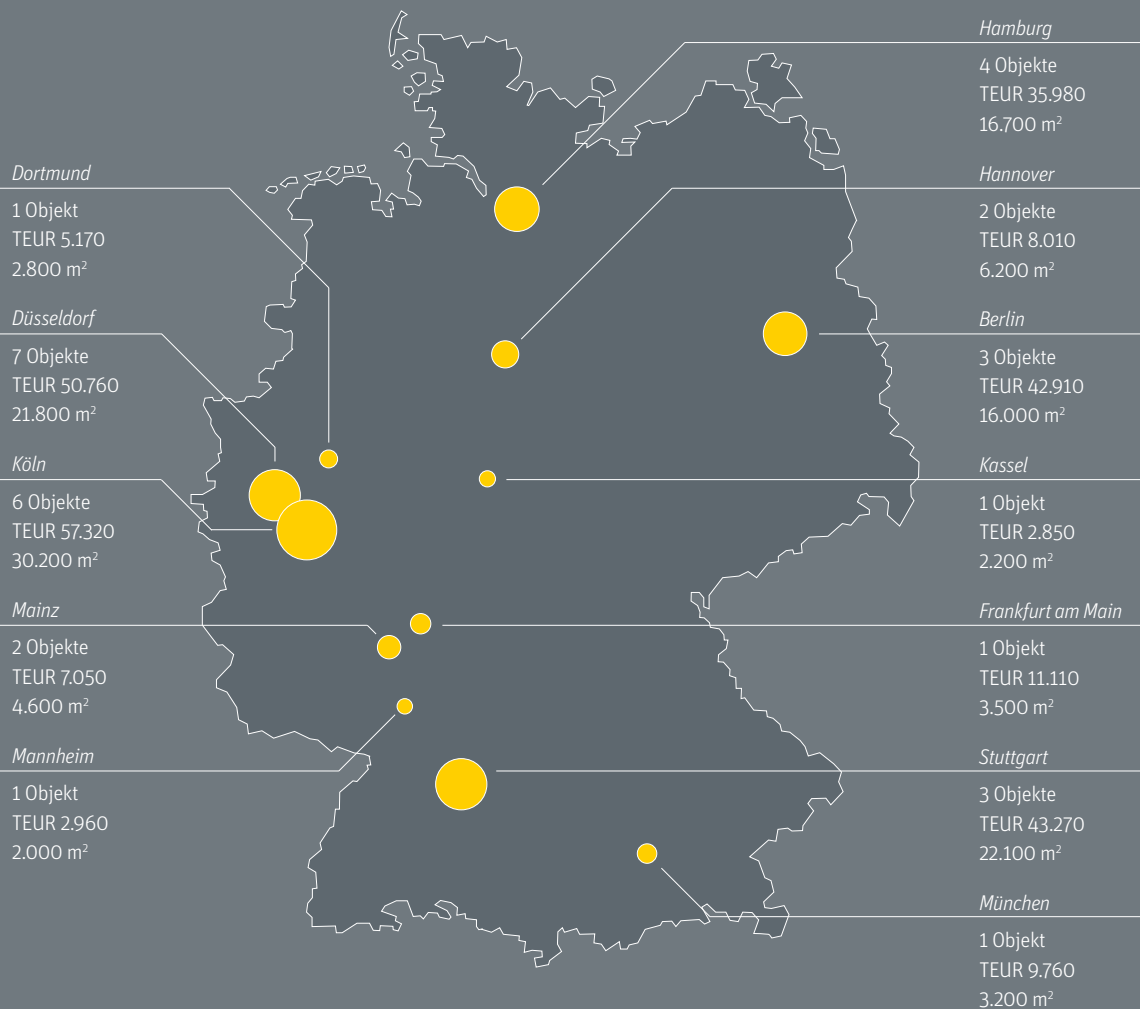 Dortmund
1 Objekt
TEUR 5.170
2.800 m²
Düsseldorf
7 Objekte
TEUR 50.760
21.800 m²
Köln
6 Objekte
TEUR 57.320
30.200 m²
Mainz
2 Objekte
TEUR 7.050
4.600 m²
Mannheim
1 Objekt
TEUR 2.960
2.000 m²
Hamburg
4 Objekte
TEUR 35.980
16.700 m²
Hannover
2 Objekte
TEUR 8.010
6.200 m²
Berlin
3 Objekte
TEUR 42.910
16.000 m²
Kassel
1 Objekt
TEUR 2.850
2.200 m²
Frankfurt am Main
1 Objekt
TEUR 11.110
3.500 m²
Stuttgart
3 Objekte
TEUR 43.270
22.100 m²
München
1 Objekt
TEUR 9.760
3.200 m²